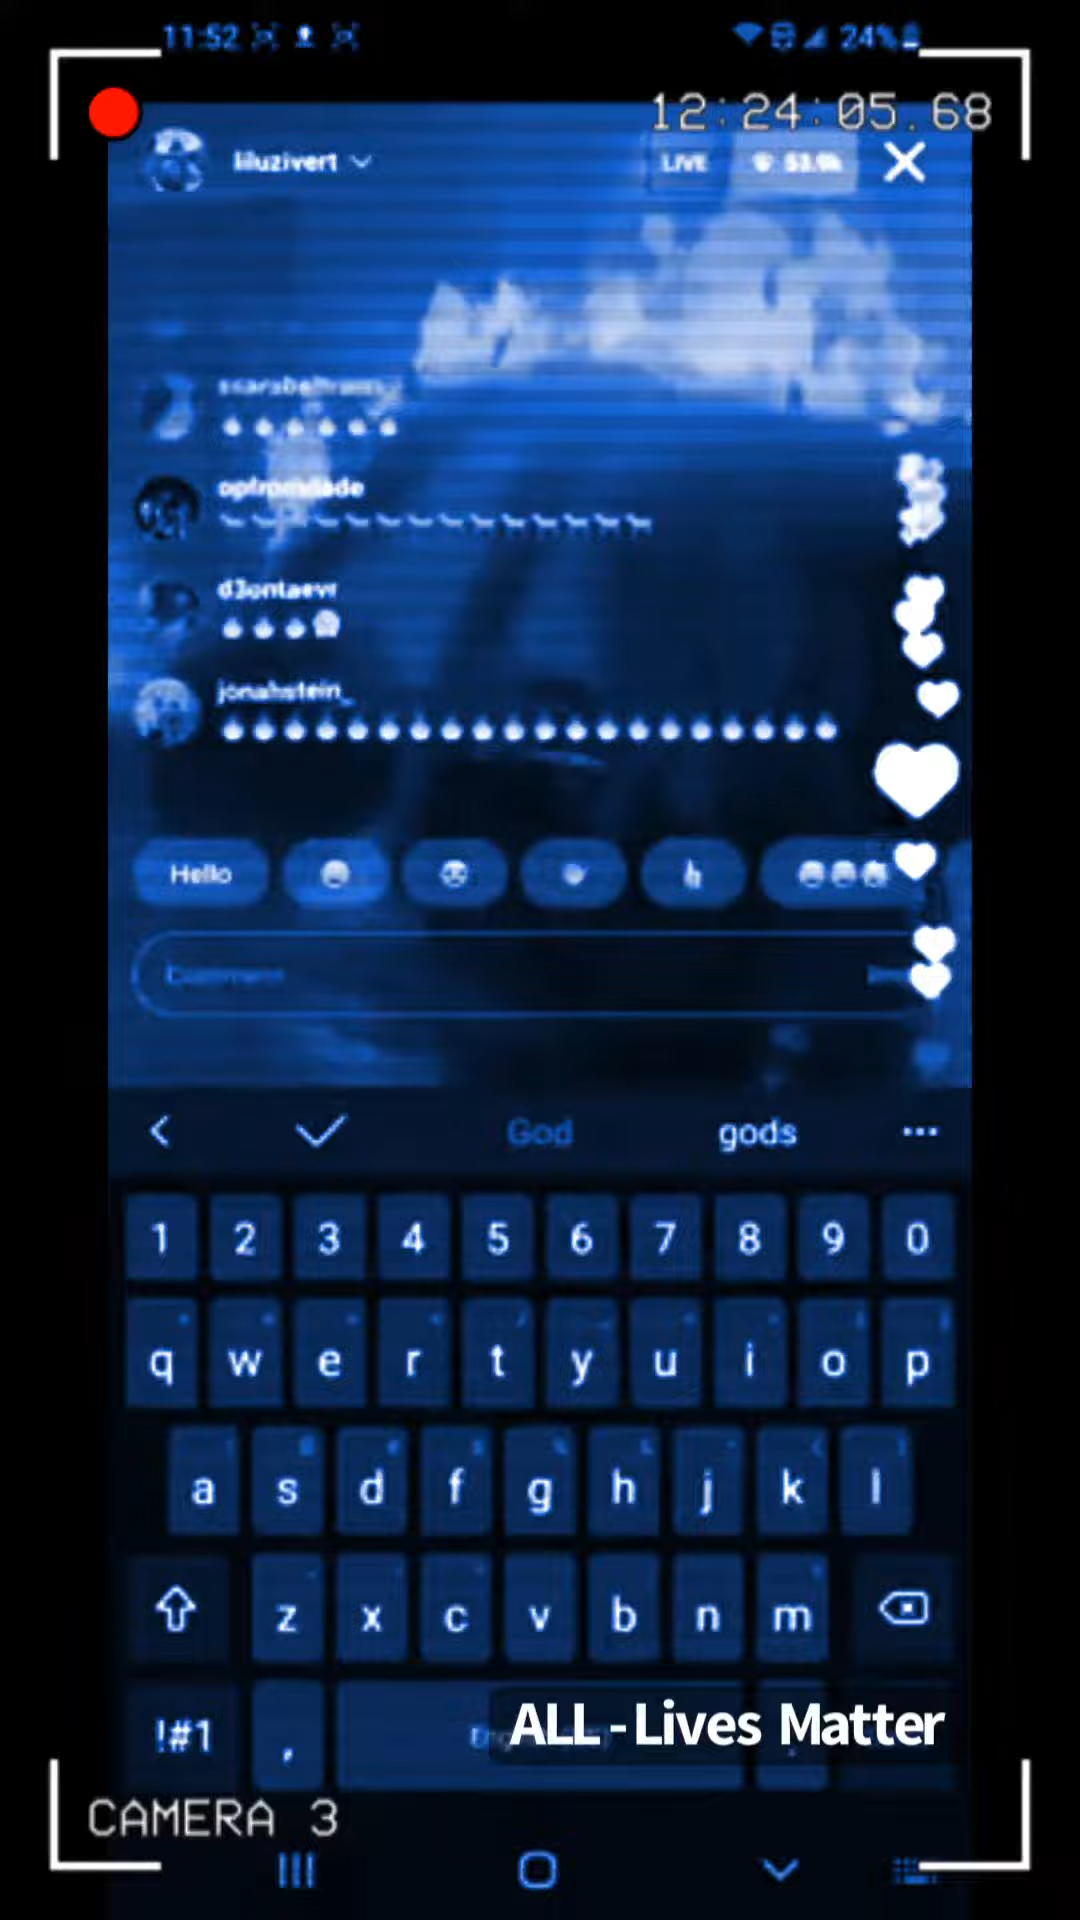 11:52
24%
12:24:05.68
liluzivert
LIVE
d3ontaevr
jonahstein_
Hello
Comment
God gods
1 2 3 4 5 6 7 8 9 0
q w e r t y u i o p
a s d f g h j k l
z x c v b n m
!#1 , .
ALL - Lives Matter
CAMERA 3